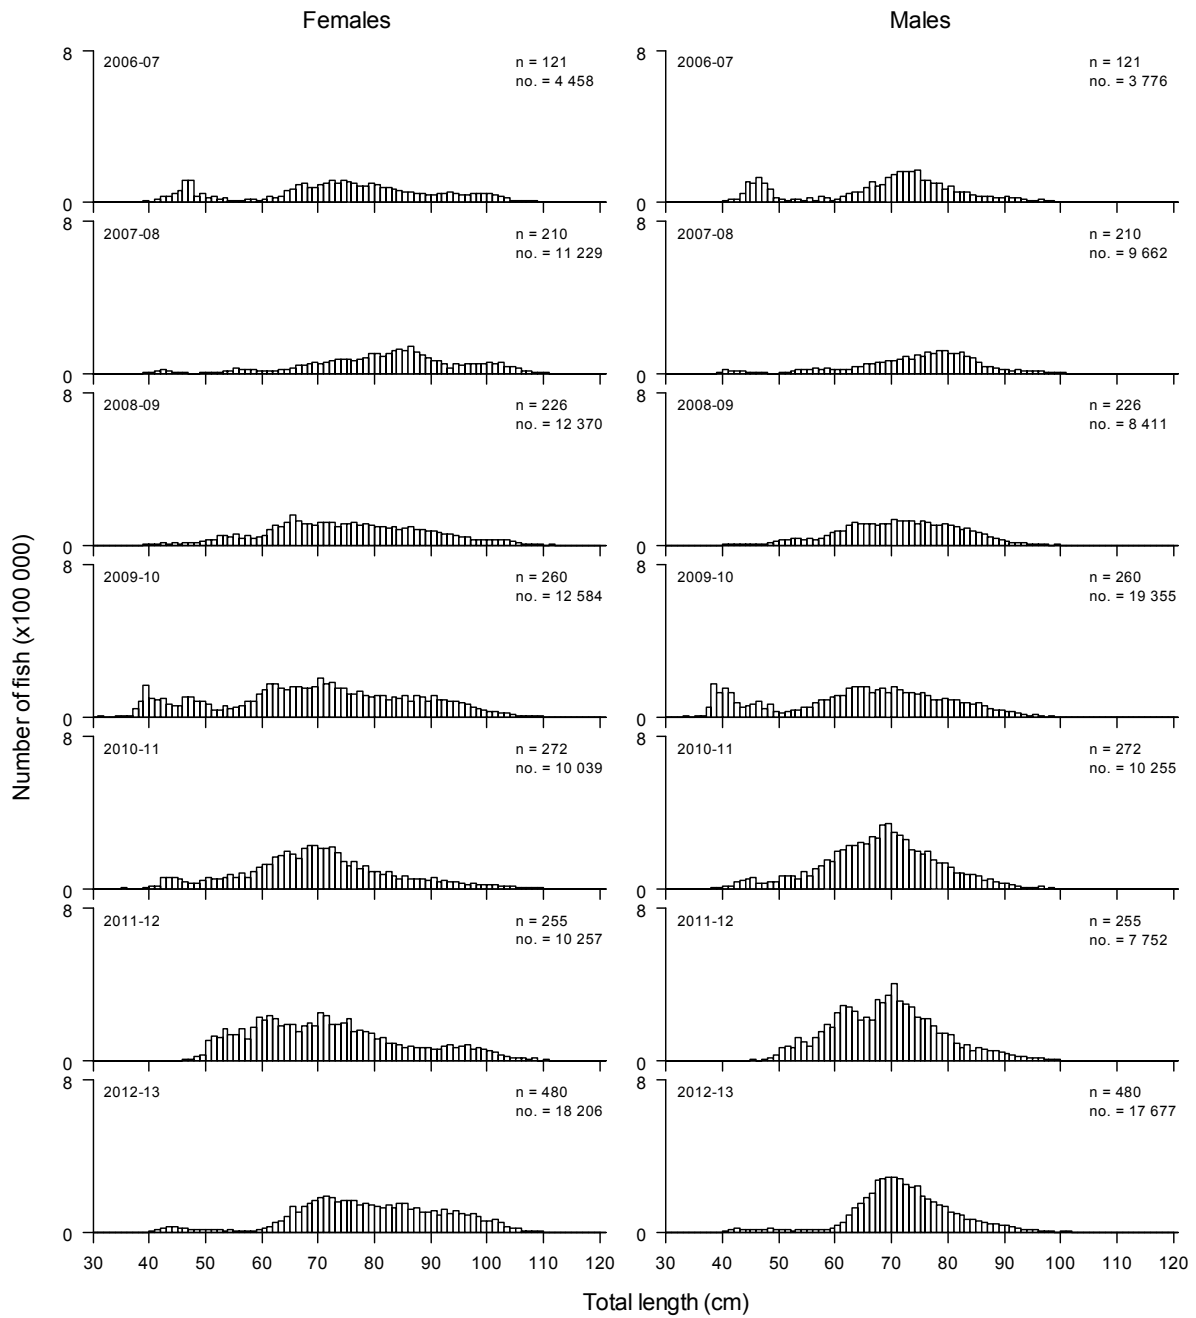 Females
Males
Number of fish (x100 000)
8
2006-07
n = 121
no. = 4 458
0
2006-07
n = 121
no. = 3 776
8
0
8
2007-08
n = 210
no. = 11 229
0
8
2007-08
n = 210
no. = 9 662
0
8
2008-09
n = 226
no. = 12 370
0
8
2008-09
n = 226
no. = 8 411
0
8
2009-10
n = 260
no. = 12 584
0
8
2009-10
n = 260
no. = 19 355
0
8
2010-11
n = 272
no. = 10 039
0
8
2010-11
n = 272
no. = 10 255
0
8
2011-12
n = 255
no. = 10 257
0
8
2011-12
n = 255
no. = 7 752
0
8
2012-13
n = 480
no. = 18 206
0
8
2012-13
n = 480
no. = 17 677
0
30 40 50 60 70 80 90 100 110 120
30 40 50 60 70 80 90 100 110 120
Total length (cm)